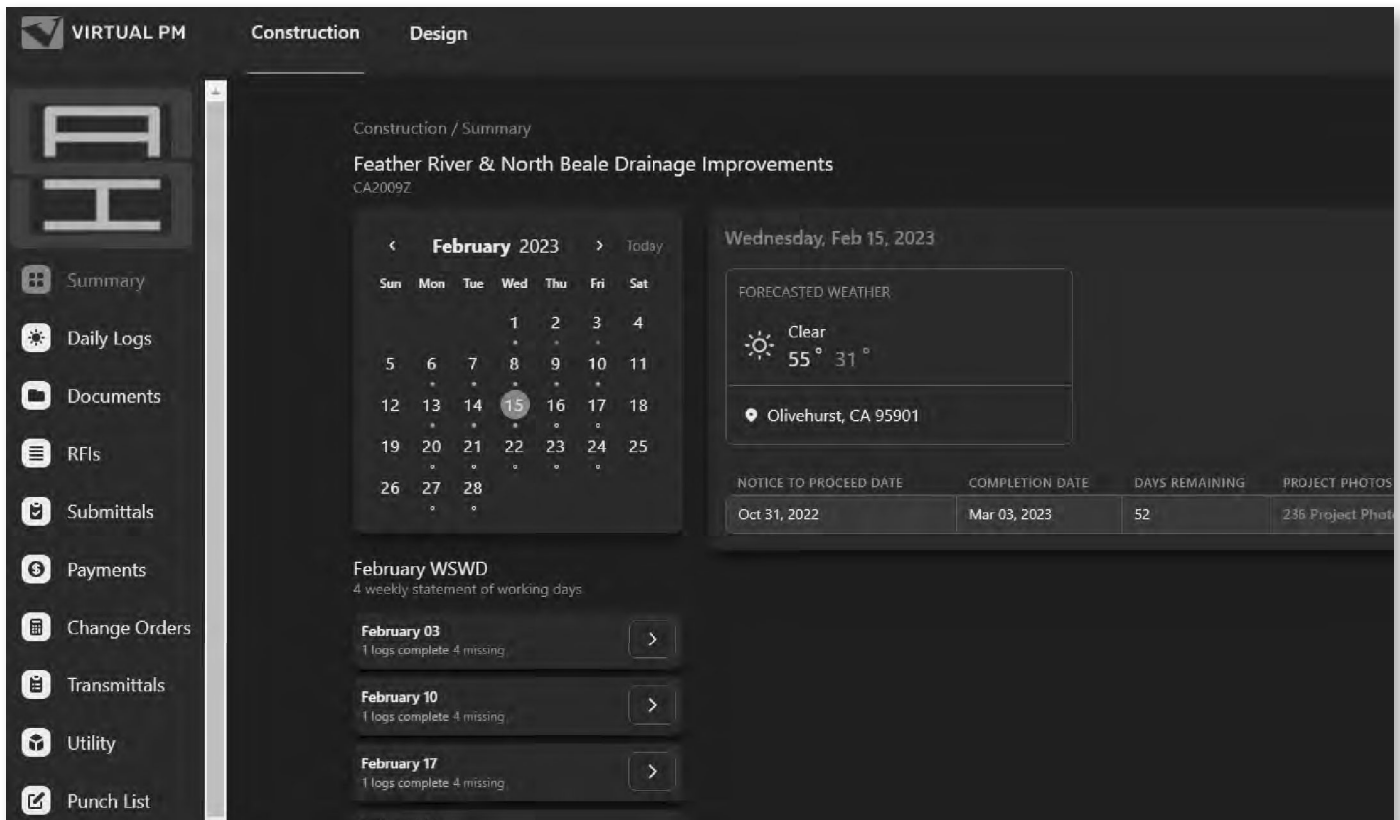 VIRTUAL PM
Construction
Design
Summary
Daily Logs
Documents
RFIs
Submittals
Payments
Change Orders
Transmittals
Utility
Punch List
Construction / Summary
Feather River & North Beale Drainage Improvements
CA2009Z
February 2023
Today
Sun Mon Tue Wed Thu Fri Sat
1 2 3 4
5 6 7 8 9 10 11
12 13 14 15 16 17 18
19 20 21 22 23 24 25
26 27 28
Wednesday, Feb 15, 2023
FORECASTED WEATHER
Clear
55° 31°
Olivehurst, CA 95901
NOTICE TO PROCEED DATE COMPLETION DATE DAYS REMAINING PROJECT PHOTOS
Oct 31, 2022 Mar 03, 2023 52 236 Project Phot
February WSWD
4 weekly statement of working days
February 03
1 logs complete 4 missing
February 10
1 logs complete 4 missing
February 17
1 logs complete 4 missing